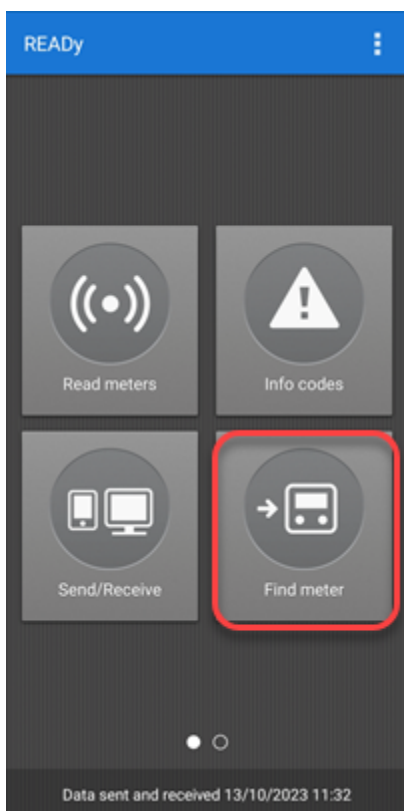 READy
Read meters
Info codes
Send/Receive
Find meter
Data sent and received 13/10/2023 11:32